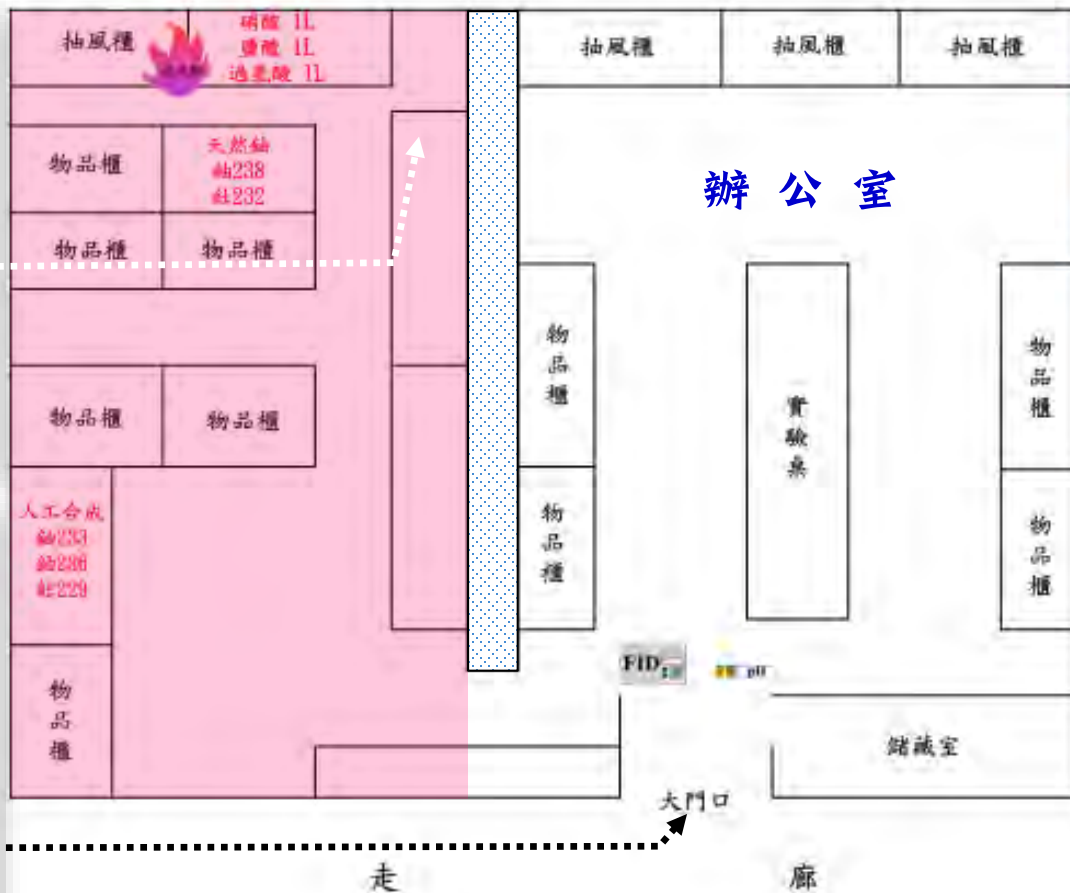 抽風櫃
硝酸 1L
鹽酸 1L
過氯酸 1L
抽風櫃
抽風櫃
抽風櫃
物品櫃
天然鈾
鈾238
釷232
辦公室
物品櫃
物品櫃
物品櫃
實驗桌
物品櫃
物品櫃
物品櫃
人工合成
鈾233
鈾236
釷229
物品櫃
物品櫃
物品櫃
FID
pH
儲藏室
大門口
走廊